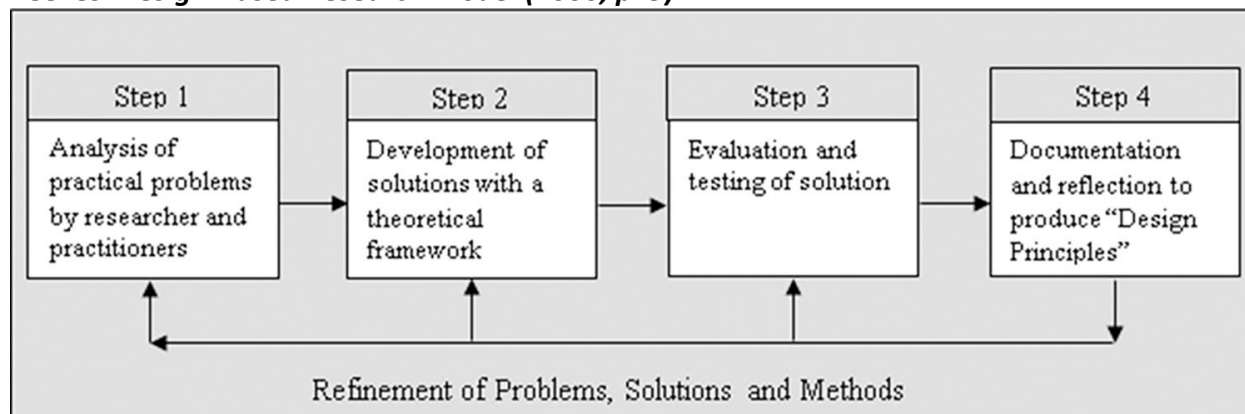 Step 1
Analysis of
practical problems
by researcher and
practitioners
Step 2
Development of
solutions with a
theoretical
framework
Step 3
Evaluation and
testing of solution
Step 4
Documentation
and reflection to
produce “Design
Principles”
Refinement of Problems, Solutions and Methods